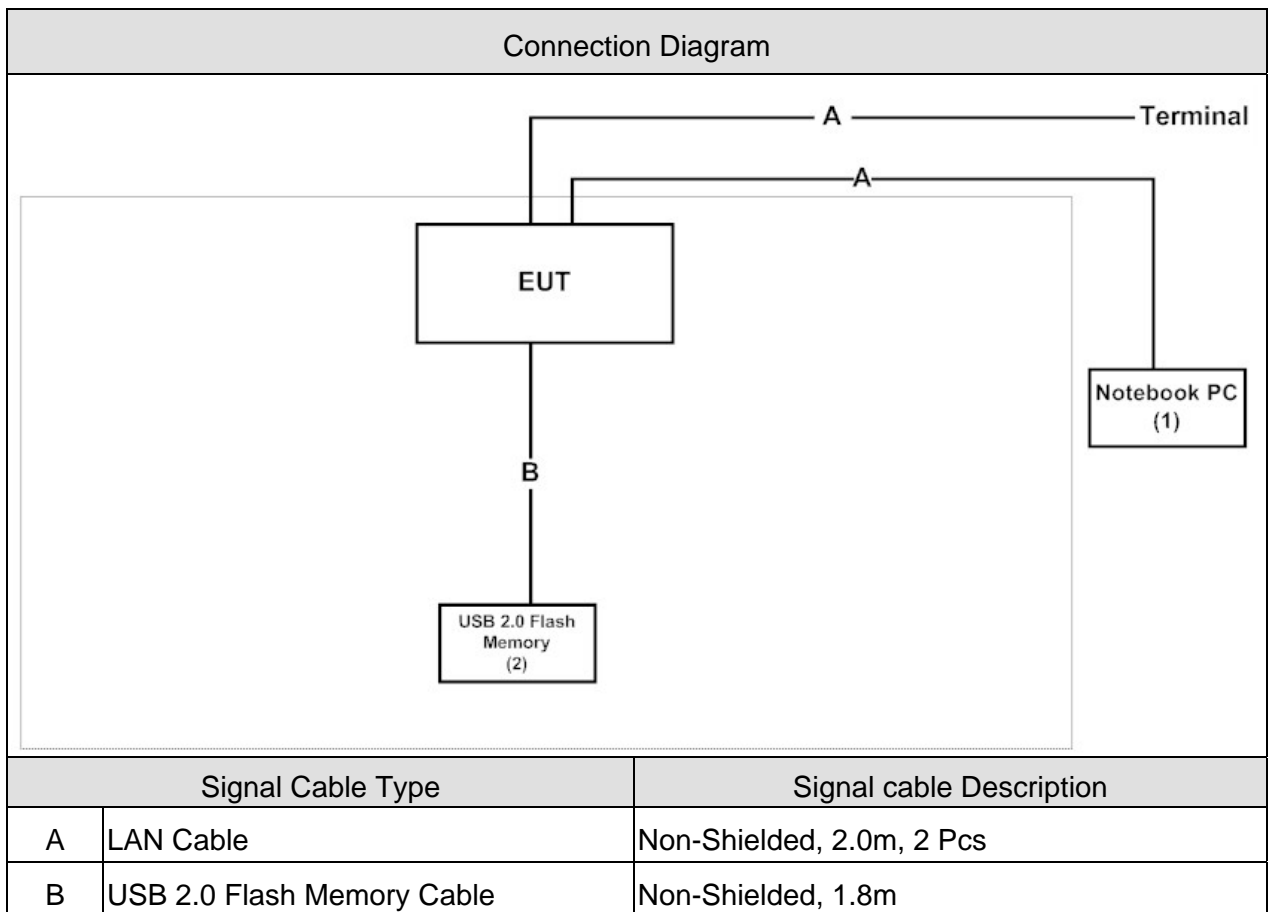 Connection Diagram
A
Terminal
A
EUT
Notebook PC
(1)
B
USB 2.0 Flash
Memory
(2)
Signal Cable Type
Signal cable Description
A
LAN Cable
Non-Shielded, 2.0m, 2 Pcs
B
USB 2.0 Flash Memory Cable
Non-Shielded, 1.8m